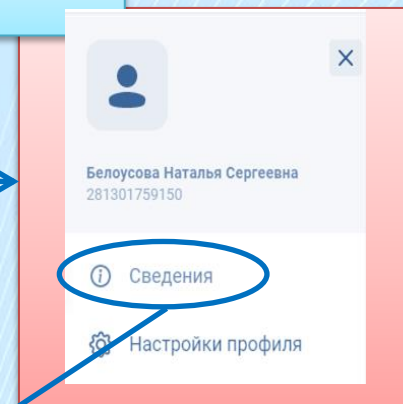 Белоусова Наталья Сергеевна
281301759150
Сведения
Настройки профиля